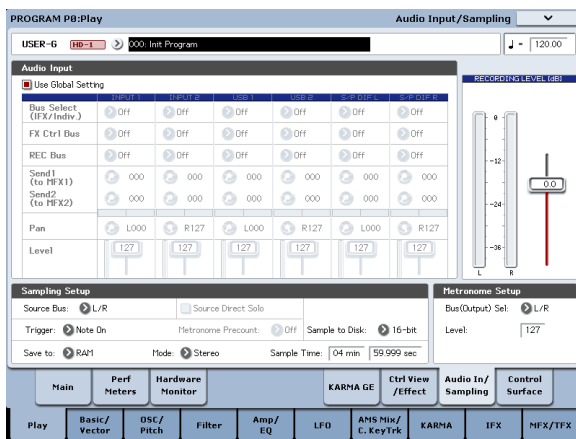 PROGRAM P0:Play Audio Input/Sampling
USER-G HD-1 000: Init Program ♩= 120.00
Audio Input
Use Global Setting
RECORDING LEVEL [dB]
INPUT 1 INPUT 2 USB 1 USB 2 S/P DIF L S/P DIF R
Bus Select (IFX/Indiv.) Off Off Off Off Off Off
FX Ctrl Bus Off Off Off Off Off Off
REC Bus Off Off Off Off Off Off
Send1 (to MFX1) 000 000 000 000 000 000
Send2 (to MFX2) 000 000 000 000 000 000
Pan L000 R127 L000 R127 L000 R127
Level 127 127 127 127 127 127
0
-12
-24
-36
L R
0.0
Sampling Setup
Source Bus: L/R Source Direct Solo
Trigger: Note On Metronome Precount: Off Sample to Disk: 16-bit
Save to: RAM Mode: Stereo Sample Time: 04 min 59.999 sec
Metronome Setup
Bus(Output) Sel: L/R
Level: 127
Main Perf Meters Hardware Monitor KARMA GE Ctrl View /Effect Audio In/ Sampling Control Surface
Play Basic/ Vector OSC/ Pitch Filter Amp/ EQ LFO AMS Mix/ C. KeyTrk KARMA IFX MFX/TFX